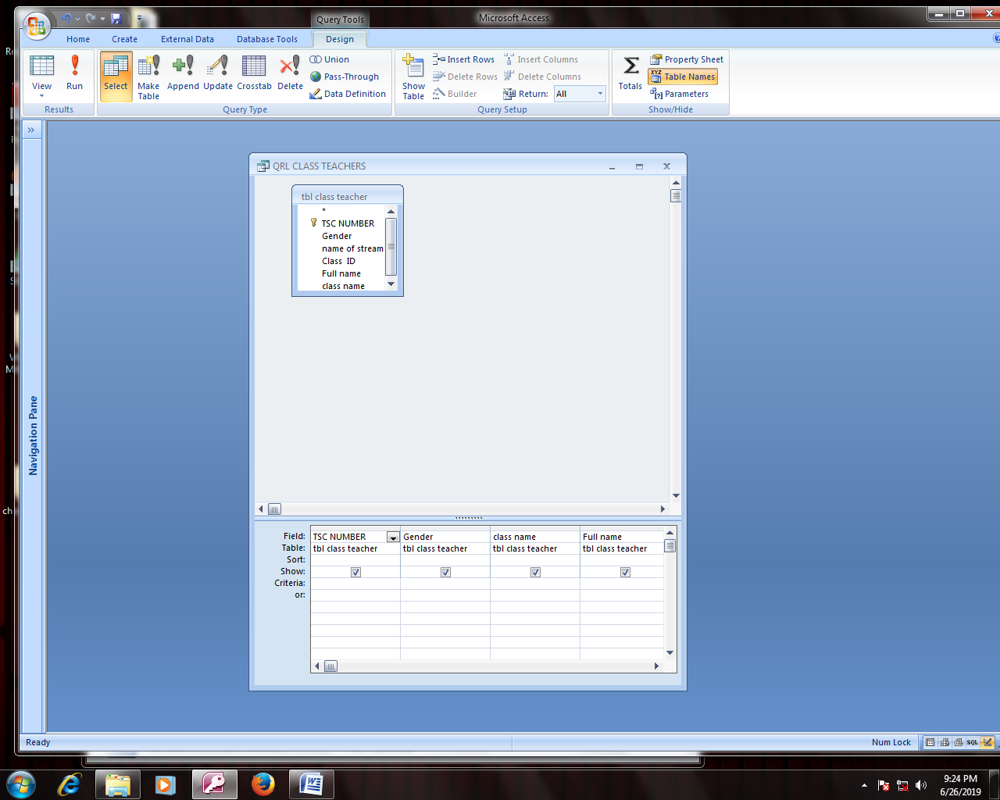 Query Tools
Microsoft Access
Home Create External Data Database Tools Design
View Run Select Make Table Append Update Crosstab Delete
Union
Pass-Through
Data Definition
Show Table
Insert Rows
Delete Rows
Builder
Insert Columns
Delete Columns
Return: All
Σ Totals
Property Sheet
XYZ Table Names
Parameters
Results Query Type Query Setup Show/Hide
»
Navigation Pane
QRL CLASS TEACHERS
tbl class teacher
*
TSC NUMBER
Gender
name of stream
Class ID
Full name
class name
Field: TSC NUMBER Gender class name Full name
Table: tbl class teacher tbl class teacher tbl class teacher tbl class teacher
Sort:
Show:
Criteria:
or:
Ready
Num Lock
SQL
9:24 PM
6/26/2019